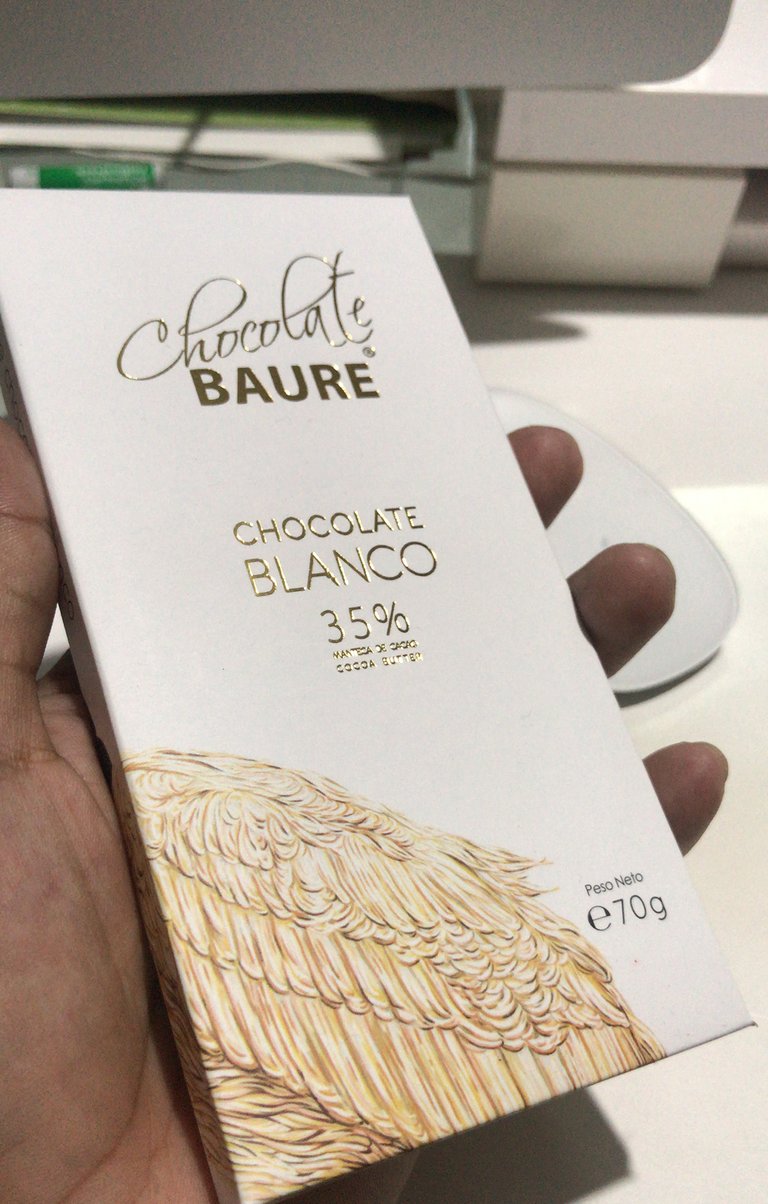 Chocolate
BAURE®
CHOCOLATE
BLANCO
35%
MANTECA DE CACAO
COCOA BUTTER
Peso Neto
℮70g